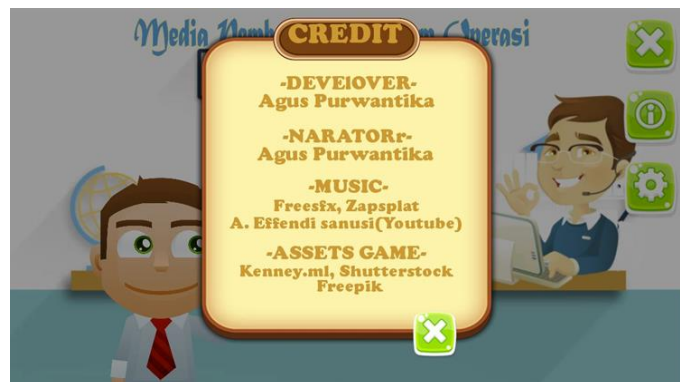 Media
Operasi
CREDIT
-DEVElOVER-
Agus Purwantika
-NARATORr-
Agus Purwantika
-MUSIC-
Freesfx, Zapsplat
A. Effendi sanusi(Youtube)
-ASSETS GAME-
Kenney.ml, Shutterstock
Freepik